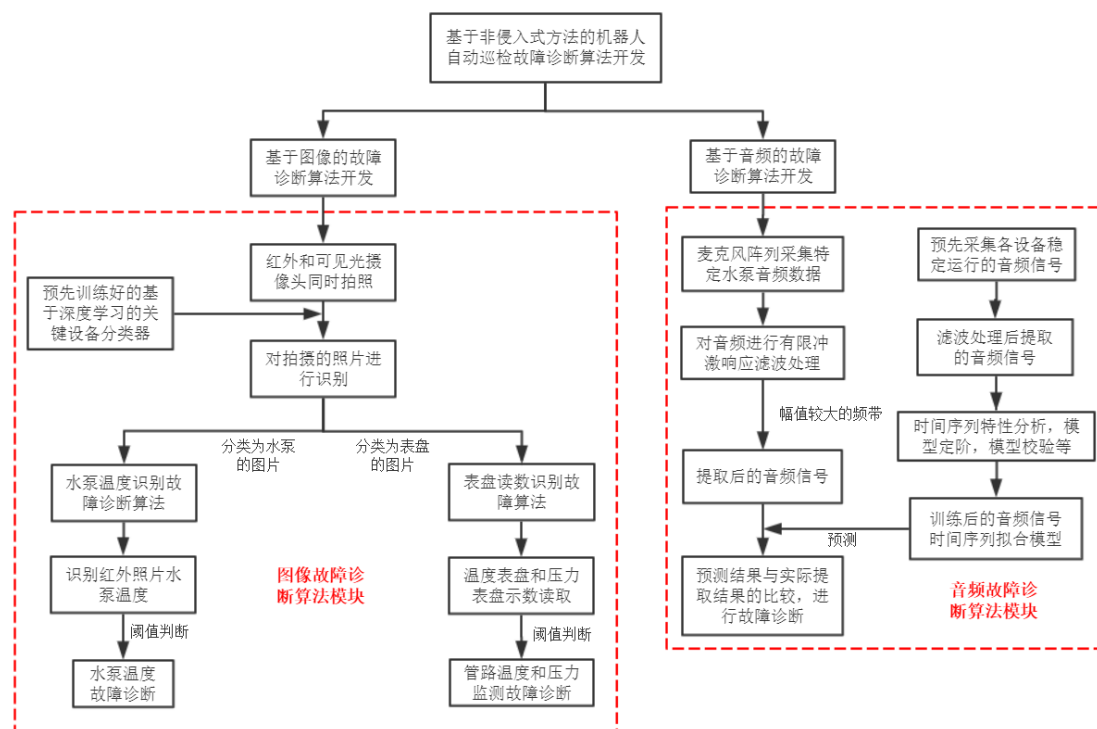 基于非侵入式方法的机器人
自动巡检故障诊断算法开发
基于图像的故障
诊断算法开发
红外和可见光摄
像头同时拍照
预先训练好的基
于深度学习的关
键设备分类器
对拍摄的照片进
行识别
分类为水泵
的图片
分类为表盘
的图片
水泵温度识别故
障诊断算法
表盘读数识别故
障算法
识别红外照片水
泵温度
温度表盘和压力
表盘示数读取
图像故障诊
断算法模块
阈值判断
阈值判断
水泵温度
故障诊断
管路温度和压力
监测故障诊断
基于音频的故障
诊断算法开发
麦克风阵列采集特
定水泵音频数据
预先采集各设备稳
定运行的音频信号
对音频进行有限冲
激响应滤波处理
滤波处理后提取
的音频信号
幅值较大的频带
时间序列特性分析，模
型定阶，模型校验等
提取后的音频信号
训练后的音频信号
时间序列拟合模型
预测
预测结果与实际提
取结果的比较，进
行故障诊断
音频故障诊
断算法模块